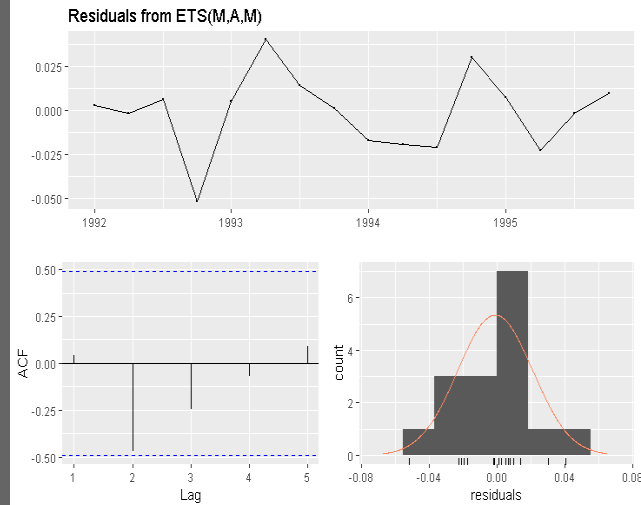 Residuals from ETS(M,A,M)
0.025
0.000
-0.025
-0.050
1992 1993 1994 1995
0.50
0.25
0.00
-0.25
-0.50
ACF
1 2 3 4 5
Lag
6
4
2
0
count
-0.08 -0.04 0.00 0.04 0.08
residuals